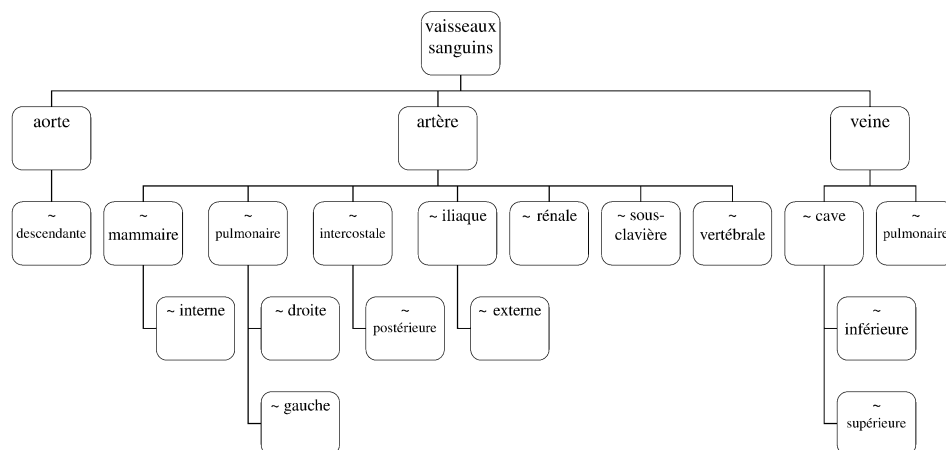 vaisseaux
sanguins
aorte
artère
veine
~
descendante
~
mammaire
~
pulmonaire
~
intercostale
~ iliaque
~ rénale
~ sous-
clavière
~
vertébrale
~ cave
~
pulmonaire
~ interne
~ droite
~
postérieure
~ externe
~
inférieure
~ gauche
~
supérieure